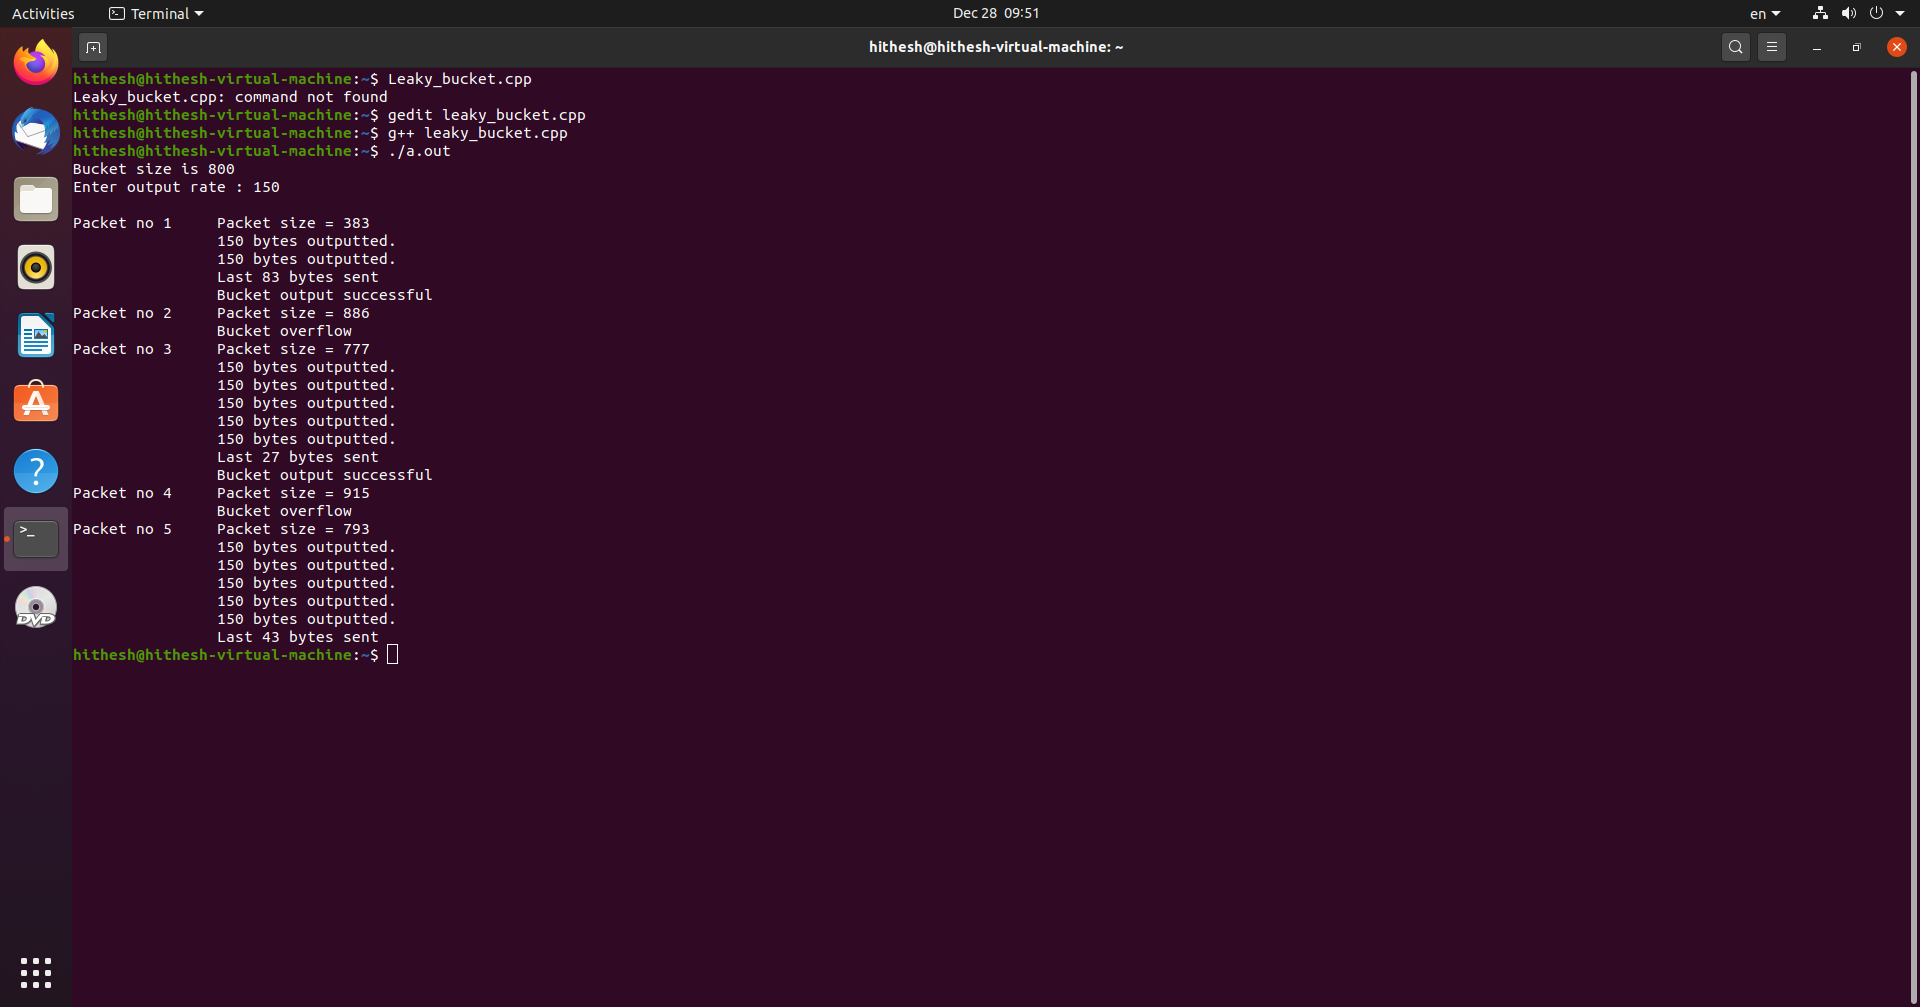 Activities Terminal Dec 28 09:51 en
hithesh@hithesh-virtual-machine: ~
hithesh@hithesh-virtual-machine:~$ Leaky_bucket.cpp
Leaky_bucket.cpp: command not found
hithesh@hithesh-virtual-machine:~$ gedit leaky_bucket.cpp
hithesh@hithesh-virtual-machine:~$ g++ leaky_bucket.cpp
hithesh@hithesh-virtual-machine:~$ ./a.out
Bucket size is 800
Enter output rate : 150
Packet no 1 Packet size = 383
150 bytes outputted.
150 bytes outputted.
Last 83 bytes sent
Bucket output successful
Packet no 2 Packet size = 886
Bucket overflow
Packet no 3 Packet size = 777
150 bytes outputted.
150 bytes outputted.
150 bytes outputted.
150 bytes outputted.
150 bytes outputted.
Last 27 bytes sent
Bucket output successful
Packet no 4 Packet size = 915
Bucket overflow
Packet no 5 Packet size = 793
150 bytes outputted.
150 bytes outputted.
150 bytes outputted.
150 bytes outputted.
150 bytes outputted.
Last 43 bytes sent
hithesh@hithesh-virtual-machine:~$
?
>_
DVD